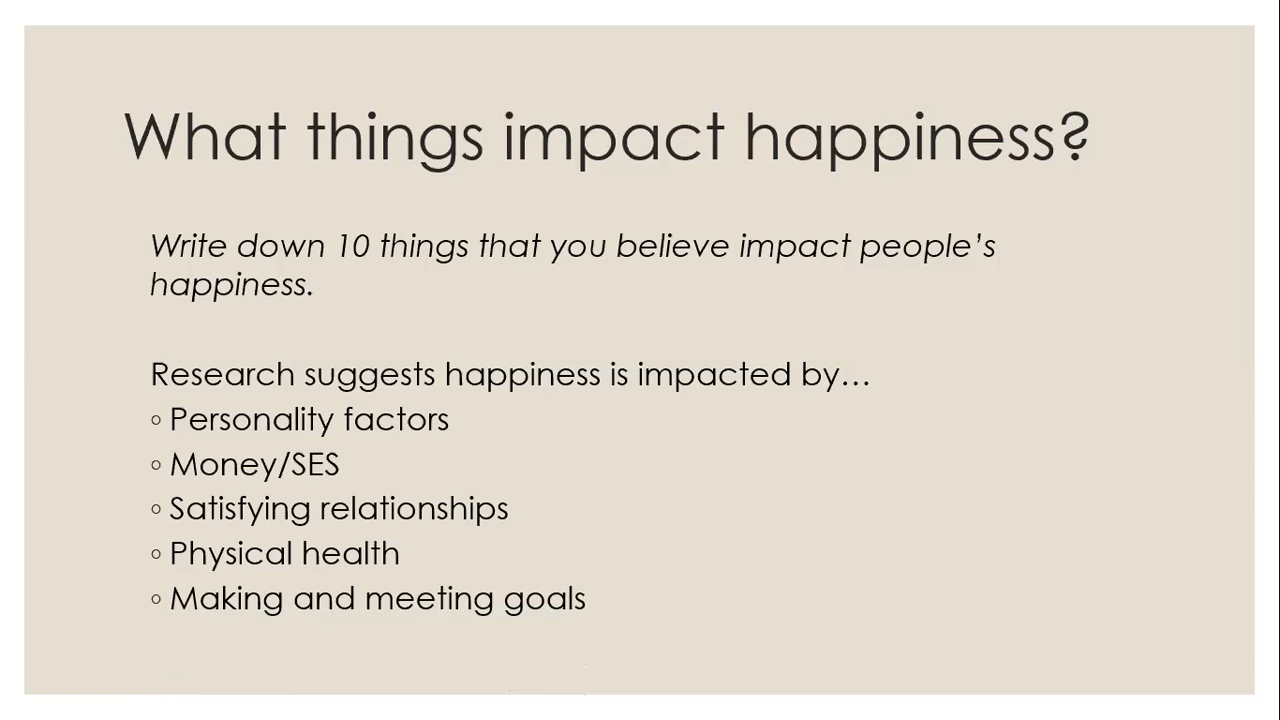 What things impact happiness?
Write down 10 things that you believe impact people’s
happiness.
Research suggests happiness is impacted by…
◦ Personality factors
◦ Money/SES
◦ Satisfying relationships
◦ Physical health
◦ Making and meeting goals